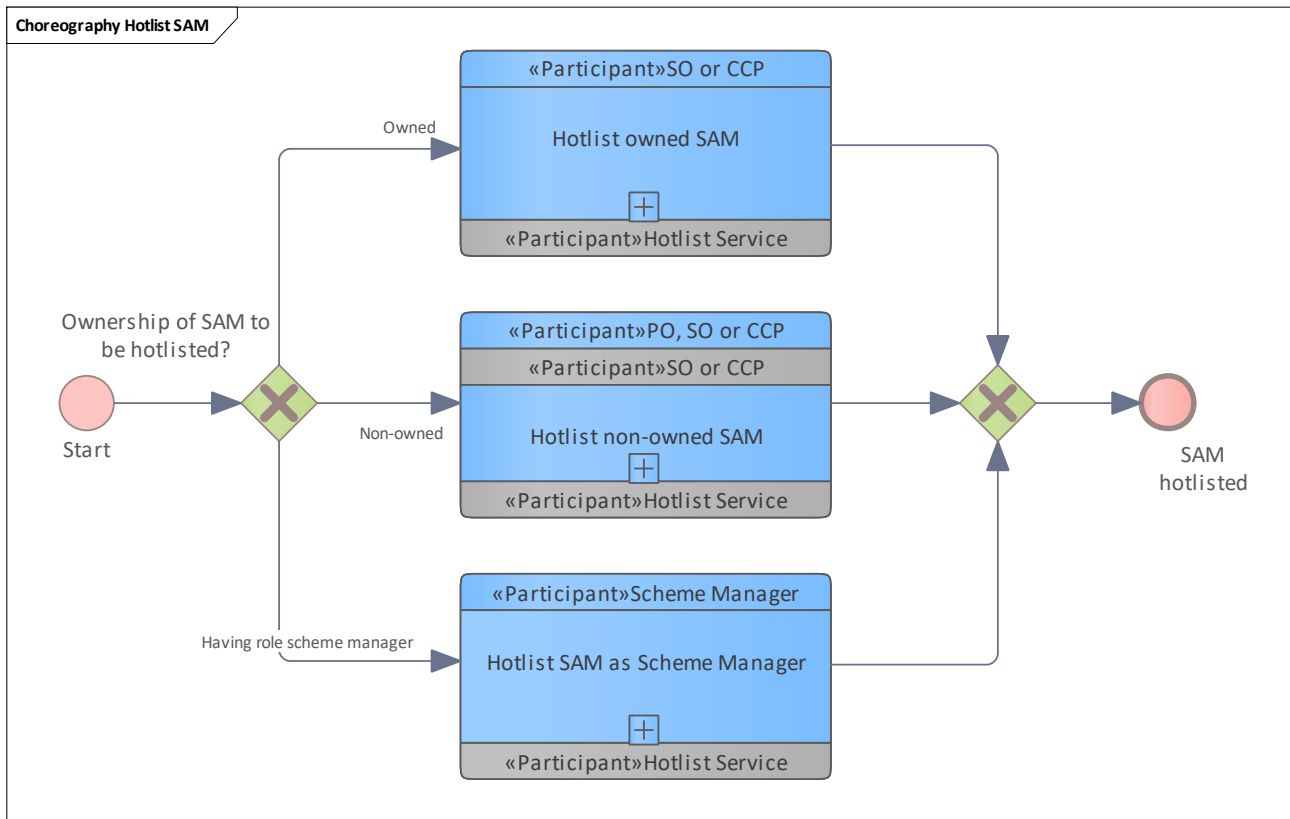 Choreography Hotlist SAM
«Participant»SO or CCP
Owned
Hotlist owned SAM
«Participant»Hotlist Service
Ownership of SAM to
be hotlisted?
Start
«Participant»PO, SO or CCP
«Participant»SO or CCP
Non-owned
Hotlist non-owned SAM
«Participant»Hotlist Service
SAM
hotlisted
«Participant»Scheme Manager
Having role scheme manager
Hotlist SAM as Scheme Manager
«Participant»Hotlist Service